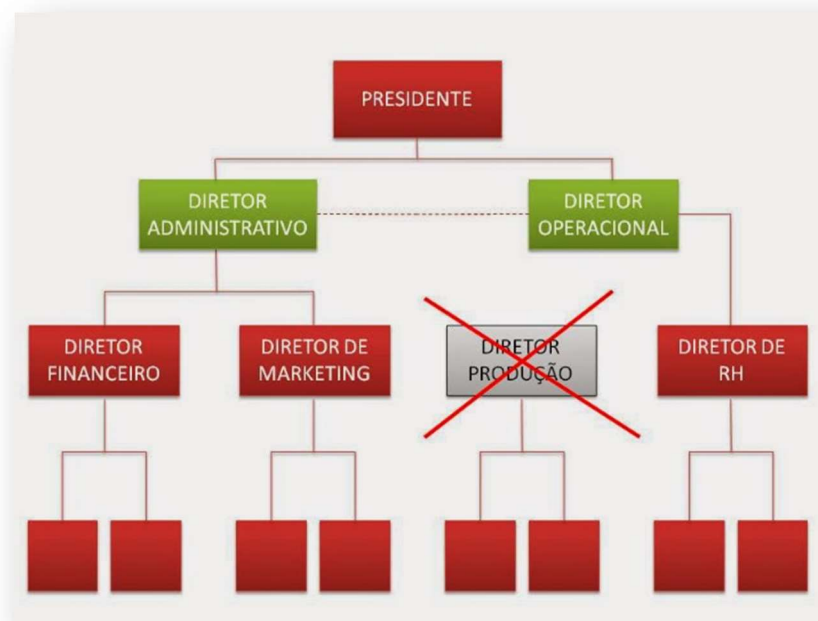 PRESIDENTE
DIRETOR
ADMINISTRATIVO
DIRETOR
OPERACIONAL
DIRETOR
FINANCEIRO
DIRETOR DE
MARKETING
DIRETOR
PRODUÇÃO
DIRETOR DE
RH